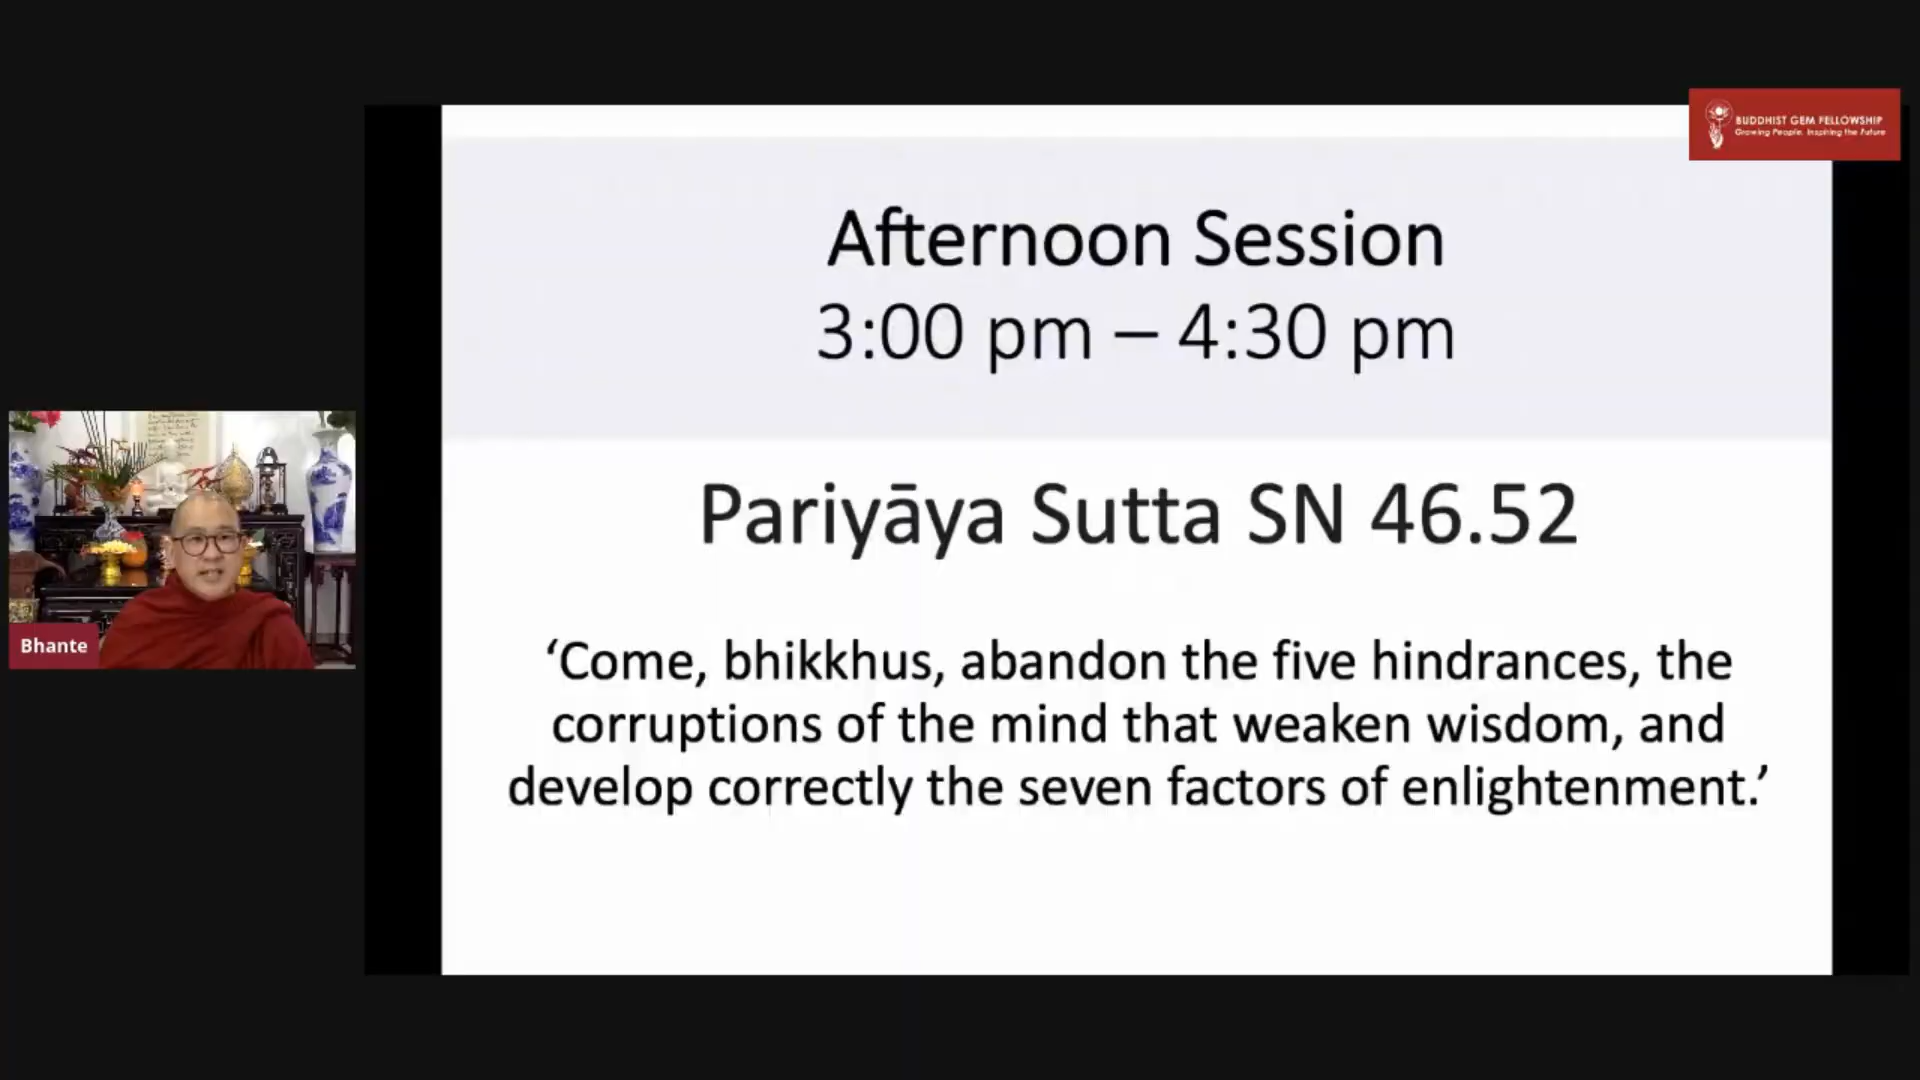 BUDDHIST GEM FELLOWSHIP
Growing People. Inspiring the Future
Afternoon Session
3:00 pm – 4:30 pm
Pariyāya Sutta SN 46.52
‘Come, bhikkhus, abandon the five hindrances, the
corruptions of the mind that weaken wisdom, and
develop correctly the seven factors of enlightenment.’
Bhante